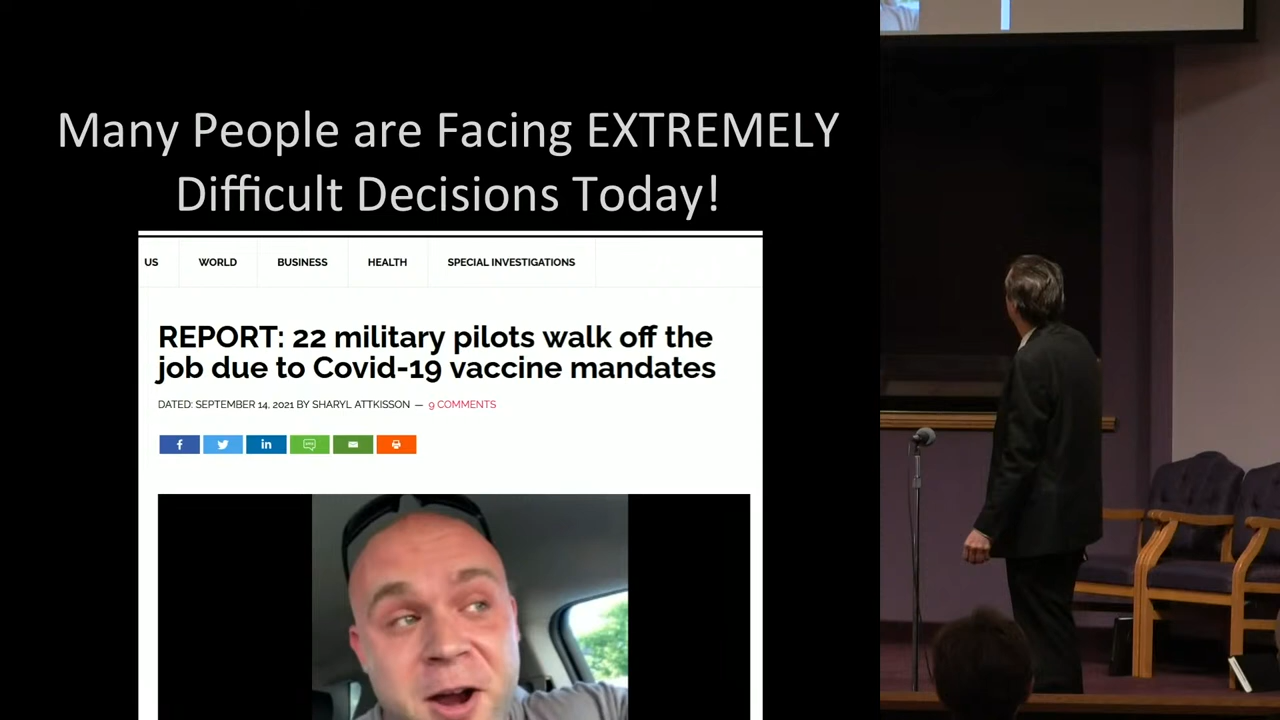 Many People are Facing EXTREMELY
Difficult Decisions Today!
US WORLD BUSINESS HEALTH SPECIAL INVESTIGATIONS
REPORT: 22 military pilots walk off the
job due to Covid-19 vaccine mandates
DATED: SEPTEMBER 14, 2021 BY SHARYL ATTKISSON — 9 COMMENTS